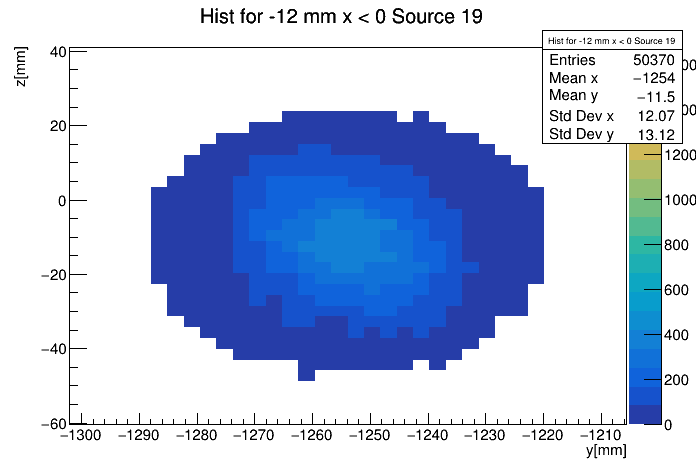 Hist for -12 mm x < 0 Source 19
z[mm]
Hist for -12 mm x < 0 Source 19
Entries 50370
Mean x −1254
Mean y −11.5
Std Dev x 12.07
Std Dev y 13.12
40
20
0
−20
−40
−60
−1300 −1290 −1280 −1270 −1260 −1250 −1240 −1230 −1220 −1210
y[mm]
1200
1000
800
600
400
200
0